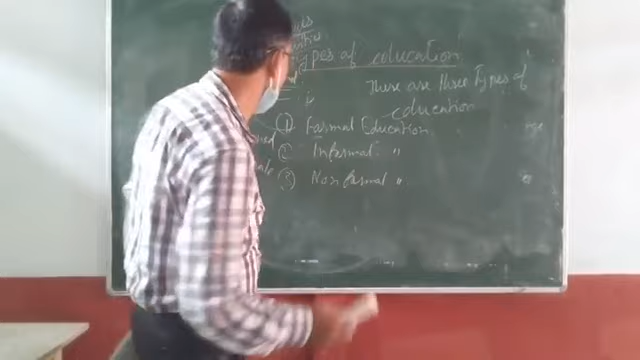 Types of education
There are three Types of
education
① Formal Education
② Informal "
③ Non formal "